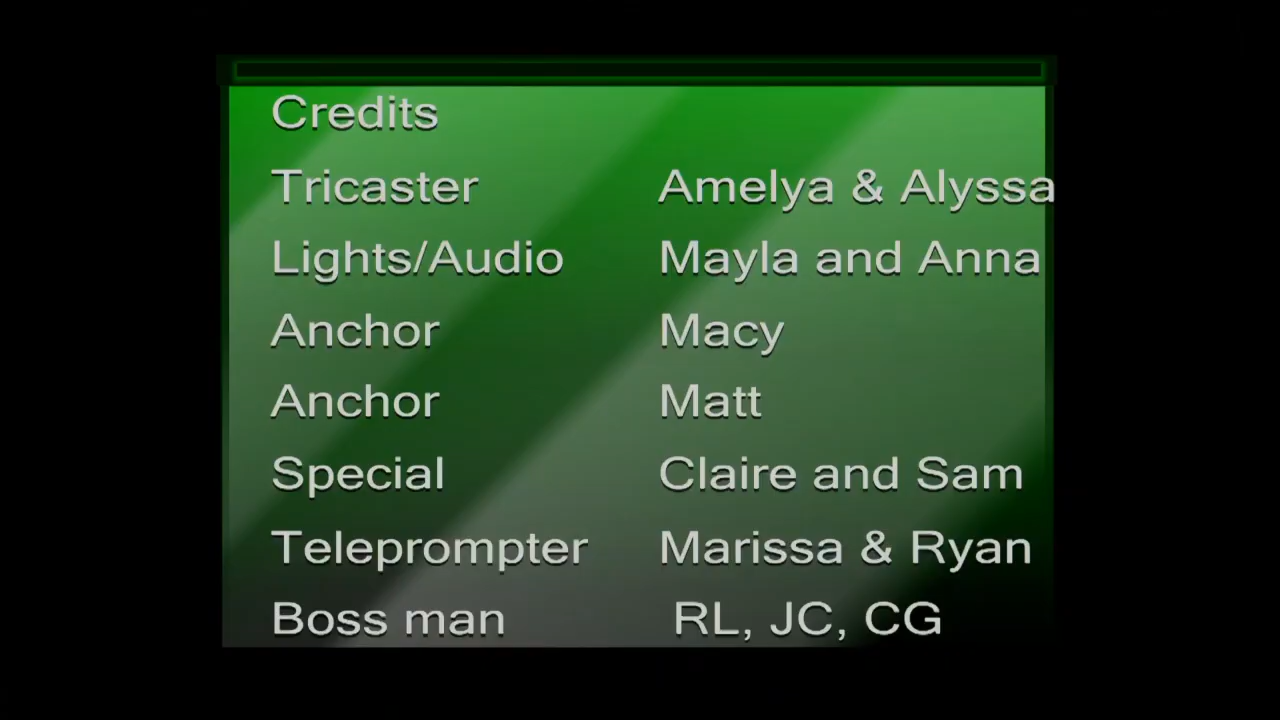 Credits
Tricaster Amelya & Alyssa
Lights/Audio Mayla and Anna
Anchor Macy
Anchor Matt
Special Claire and Sam
Teleprompter Marissa & Ryan
Boss man RL, JC, CG